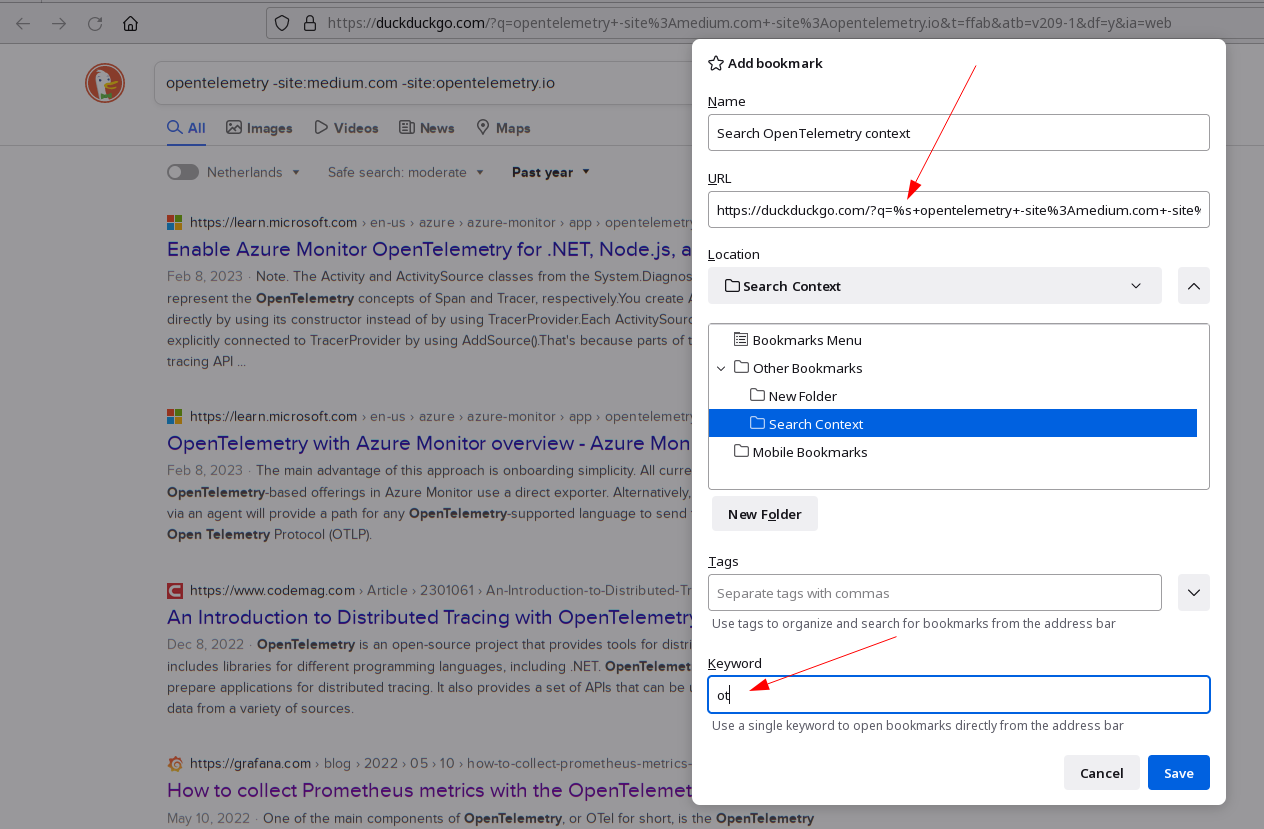 https://duckduckgo.com/?q=opentelemetry+-site%3Amedium.com+-site%3Aopentelemetry.io&t=ffab&atb=v209-1&df=y&ia=web
opentelemetry -site:medium.com -site:opentelemetry.io
All Images Videos News Maps
Netherlands Safe search: moderate Past year
https://learn.microsoft.com › en-us › azure › azure-monitor › app › opentelemetry
Enable Azure Monitor OpenTelemetry for .NET, Node.js, a
Feb 8, 2023 · Note. The Activity and ActivitySource classes from the System.Diagnos
represent the OpenTelemetry concepts of Span and Tracer, respectively.You create A
directly by using its constructor instead of by using TracerProvider.Each ActivitySour
explicitly connected to TracerProvider by using AddSource().That's because parts of t
tracing API ...
https://learn.microsoft.com › en-us › azure › azure-monitor › app › opentelemetry
OpenTelemetry with Azure Monitor overview - Azure Mon
Feb 8, 2023 · The main advantage of this approach is onboarding simplicity. All curre
OpenTelemetry-based offerings in Azure Monitor use a direct exporter. Alternatively,
via an agent will provide a path for any OpenTelemetry-supported language to send
Open Telemetry Protocol (OTLP).
https://www.codemag.com › Article › 2301061 › An-Introduction-to-Distributed-Tr
An Introduction to Distributed Tracing with OpenTelemetry
Dec 8, 2022 · OpenTelemetry is an open-source project that provides tools for distri
includes libraries for different programming languages, including .NET. OpenTelemet
prepare applications for distributed tracing. It also provides a set of APIs that can be u
data from a variety of sources.
https://grafana.com › blog › 2022 › 05 › 10 › how-to-collect-prometheus-metrics-
How to collect Prometheus metrics with the OpenTelemet
May 10, 2022 · One of the main components of OpenTelemetry, or OTel for short, is the OpenTelemetry
Add bookmark
Name
Search OpenTelemetry context
URL
https://duckduckgo.com/?q=%s+opentelemetry+-site%3Amedium.com+-site%
Location
Search Context
Bookmarks Menu
Other Bookmarks
New Folder
Search Context
Mobile Bookmarks
New Folder
Tags
Separate tags with commas
Use tags to organize and search for bookmarks from the address bar
Keyword
ot
Use a single keyword to open bookmarks directly from the address bar
Cancel Save